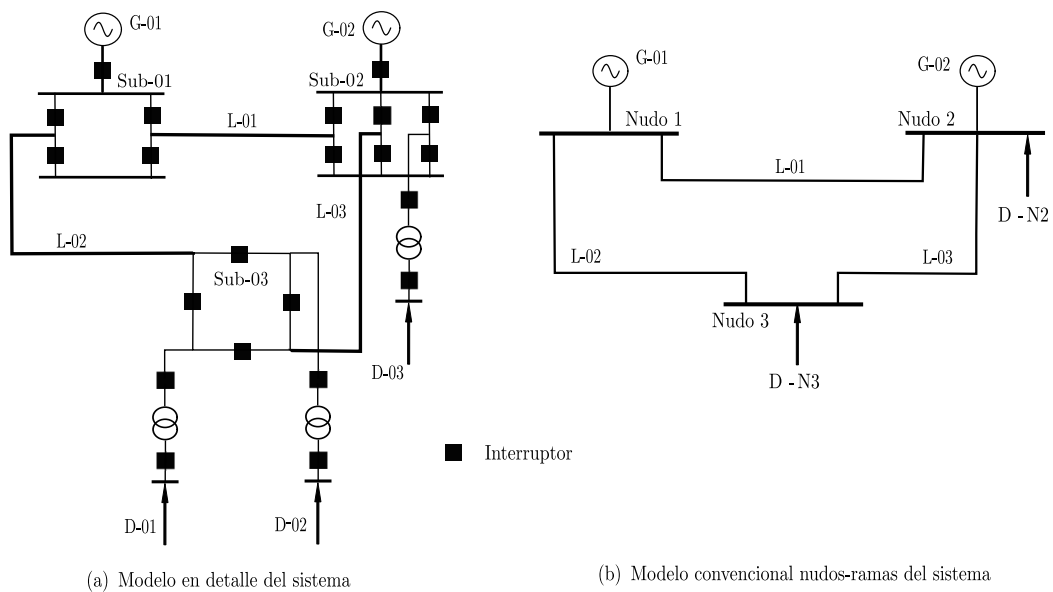 G-01
Sub-01
G-02
Sub-02
L-01
L-03
L-02
Sub-03
D-03
D-01
D-02
Interruptor
(a) Modelo en detalle del sistema
G-01
Nudo 1
G-02
Nudo 2
L-01
D - N2
L-02
L-03
Nudo 3
D - N3
(b) Modelo convencional nudos-ramas del sistema